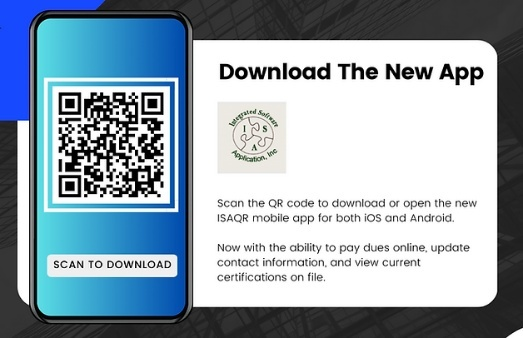 Download The New App
Integrated Software
I S
A
Application, Inc
Scan the QR code to download or open the new
ISAQR mobile app for both iOS and Android.
Now with the ability to pay dues online, update
contact information, and view current
certifications on file.
SCAN TO DOWNLOAD